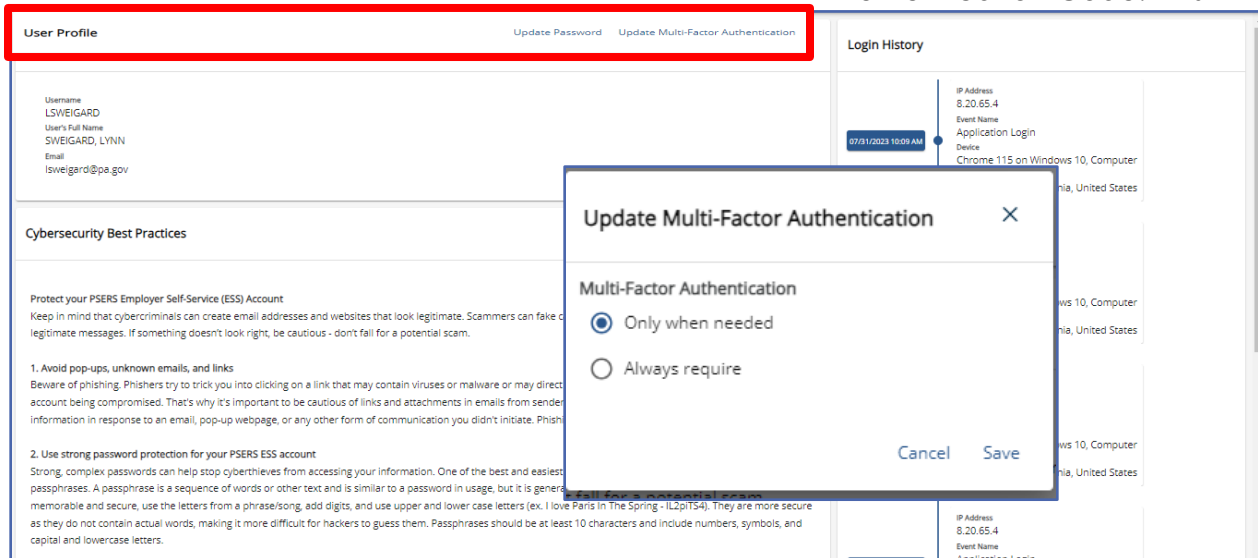 User Profile
Update Password Update Multi-Factor Authentication
Username
LSWEIGARD
User's Full Name
SWEIGARD, LYNN
Email
lsweigard@pa.gov
Cybersecurity Best Practices
Protect your PSERS Employer Self-Service (ESS) Account
Keep in mind that cybercriminals can create email addresses and websites that look legitimate. Scammers can fake
legitimate messages. If something doesn't look right, be cautious - don't fall for a potential scam.
1. Avoid pop-ups, unknown emails, and links
Beware of phishing. Phishers try to trick you into clicking on a link that may contain viruses or malware or may direct
account being compromised. That's why it's important to be cautious of links and attachments in emails from
information in response to an email, pop-up webpage, or any other form of communication you didn't initiate.
2. Use strong password protection for your PSERS ESS account
Strong, complex passwords can help stop cyberthieves from accessing your information. One of the best and easiest
passphrases. A passphrase is a sequence of words or other text and is similar to a password in usage, but it is
memorable and secure, use the letters from a phrase/song, add digits, and use upper and lower case letters (ex. I love Paris In The Spring - IL2piTS4). They are more secure
as they do not contain actual words, making it more difficult for hackers to guess them. Passphrases should be at least 10 characters and include numbers, symbols, and
capital and lowercase letters.
Update Multi-Factor Authentication
Multi-Factor Authentication
Only when needed
Always require
Cancel Save
fall for a potential scam
Login History
07/31/2023 10:09 AM
IP Address
8.20.65.4
Event Name
Application Login
Device
Chrome 115 on Windows 10, Computer
United States
10, Computer
United States
10, Computer
United States
IP Address
8.20.65.4
Event Name
Application Login